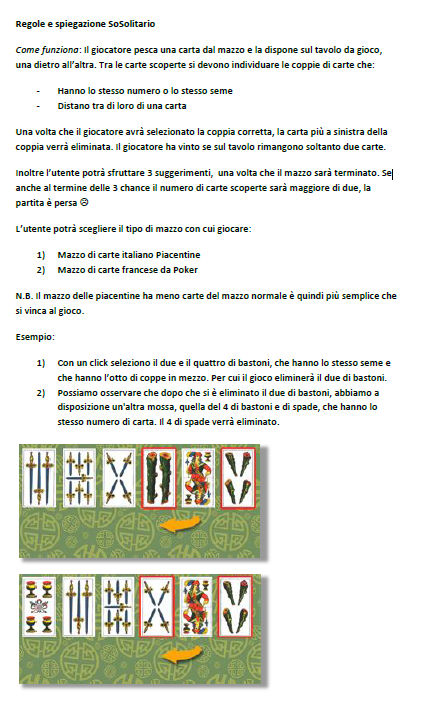 Regole e spiegazione SoSolitario
Come funziona: Il giocatore pesca una carta dal mazzo e la dispone sul tavolo da gioco,
una dietro all'altra. Tra le carte scoperte si devono individuare le coppie di carte che:
- Hanno lo stesso numero o lo stesso seme
- Distano tra di loro di una carta
Una volta che il giocatore avrà selezionato la coppia corretta, la carta più a sinistra della
coppia verrà eliminata. Il giocatore ha vinto se sul tavolo rimangono soltanto due carte.
Inoltre l'utente potrà sfruttare 3 suggerimenti, una volta che il mazzo sarà terminato. Se
anche al termine delle 3 chance il numero di carte scoperte sarà maggiore di due, la
partita è persa ☹
L'utente potrà scegliere il tipo di mazzo con cui giocare:
1) Mazzo di carte italiano Piacentine
2) Mazzo di carte francese da Poker
N.B. Il mazzo delle piacentine ha meno carte del mazzo normale è quindi più semplice che
si vinca al gioco.
Esempio:
1) Con un click seleziono il due e il quattro di bastoni, che hanno lo stesso seme e
che hanno l'otto di coppe in mezzo. Per cui il gioco eliminerà il due di bastoni.
2) Possiamo osservare che dopo che si è eliminato il due di bastoni, abbiamo a
disposizione un'altra mossa, quella del 4 di bastoni e di spade, che hanno lo
stesso numero di carta. Il 4 di spade verrà eliminato.